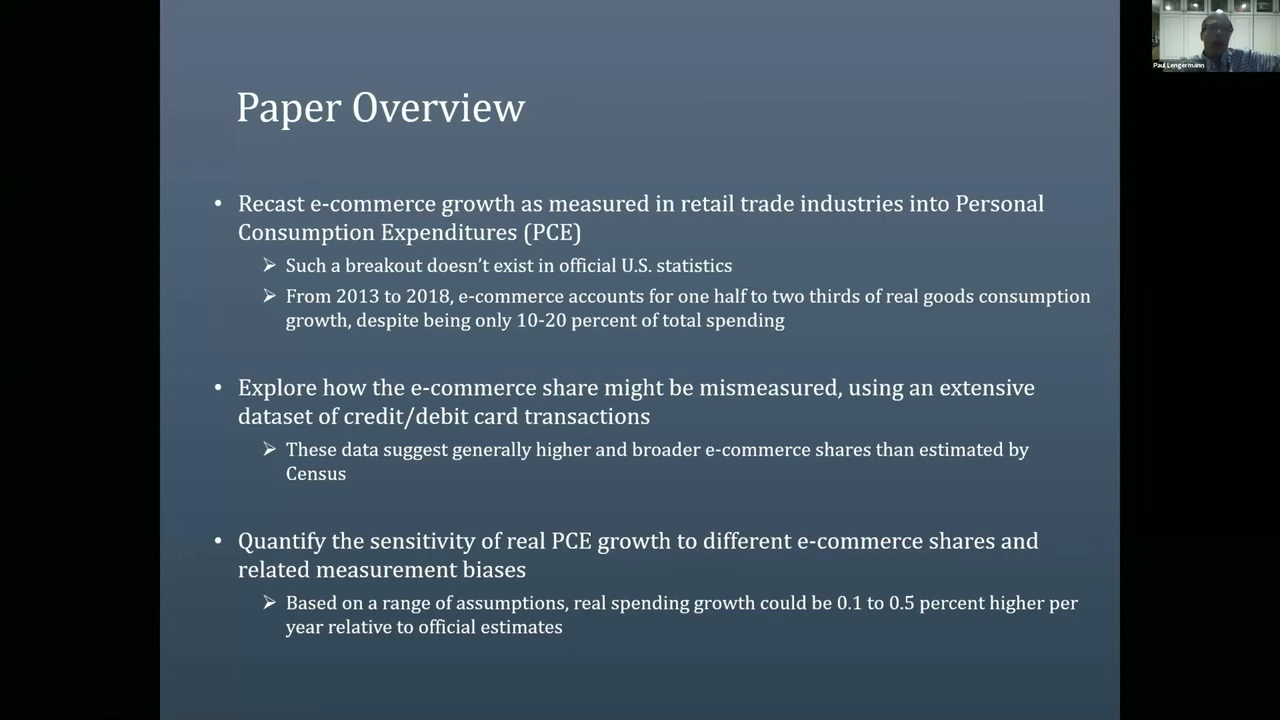 Paper Overview
• Recast e-commerce growth as measured in retail trade industries into Personal
Consumption Expenditures (PCE)
➢ Such a breakout doesn't exist in official U.S. statistics
➢ From 2013 to 2018, e-commerce accounts for one half to two thirds of real goods consumption
growth, despite being only 10-20 percent of total spending
• Explore how the e-commerce share might be mismeasured, using an extensive
dataset of credit/debit card transactions
➢ These data suggest generally higher and broader e-commerce shares than estimated by
Census
• Quantify the sensitivity of real PCE growth to different e-commerce shares and
related measurement biases
➢ Based on a range of assumptions, real spending growth could be 0.1 to 0.5 percent higher per
year relative to official estimates
Paul Lengermann